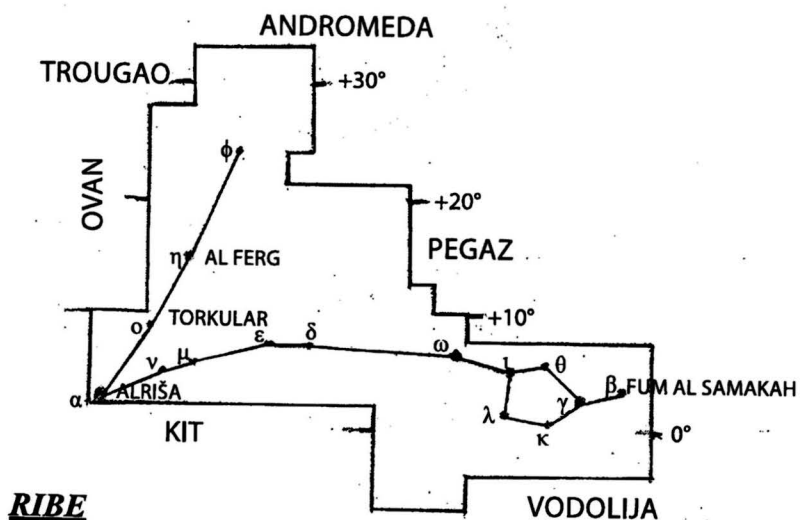 ANDROMEDA
TROUGAO
+30°
φ
OVAN
+20°
η AL FERG
PEGAZ
ο TORKULAR
+10°
ε δ
ω
ν μ
ι θ
α ALRIŠA
β FUM AL SAMAKAH
γ
λ
κ
KIT
0°
RIBE
VODOLIJA